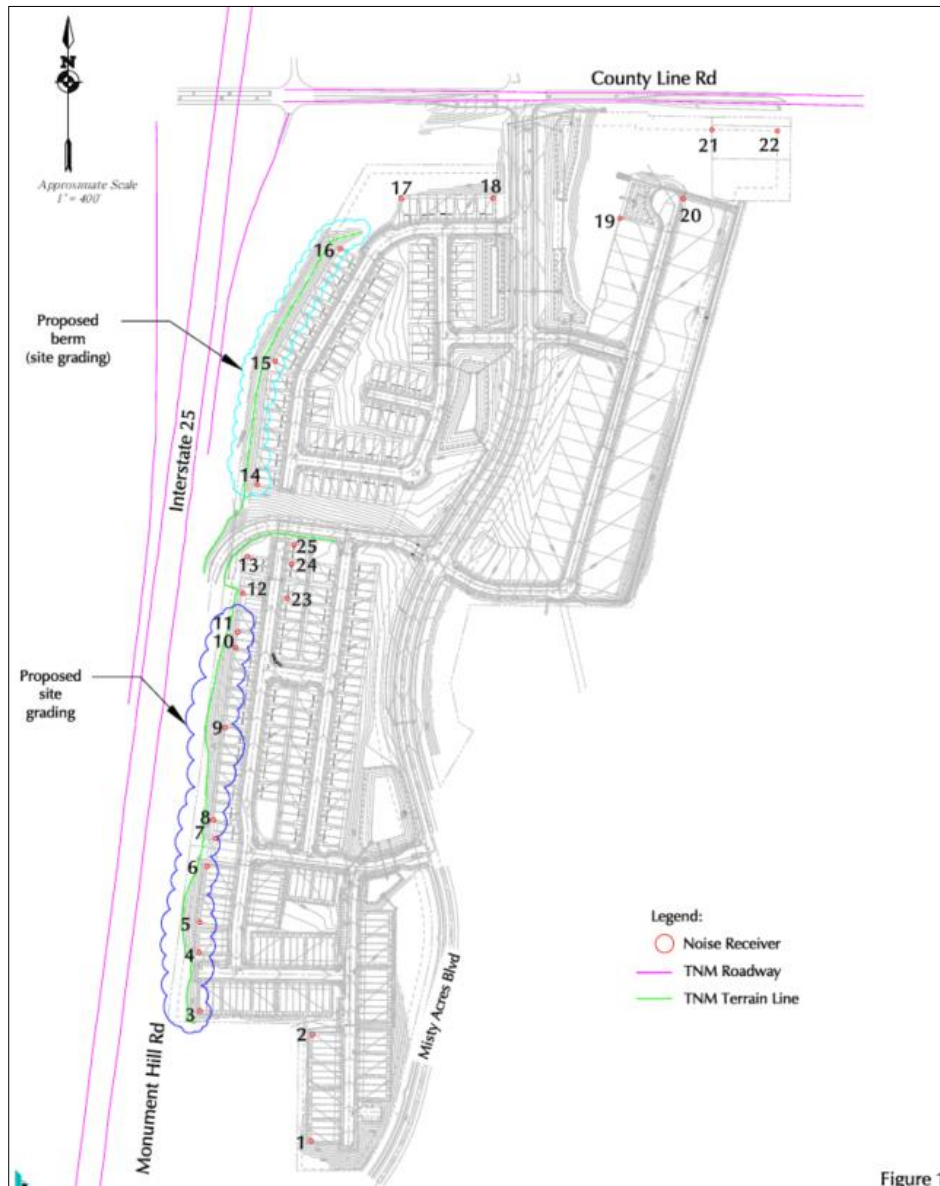 County Line Rd
N
Approximate Scale
1" = 400'
21
22
17
18
19
20
16
Proposed
berm
(site grading)
15
Interstate 25
14
25
13
24
12
23
11
10
Proposed
site
grading
9
8
7
6
Legend:
Noise Receiver
TNM Roadway
TNM Terrain Line
5
4
3
2
Misty Acres Blvd
Monument Hill Rd
1
Figure 1